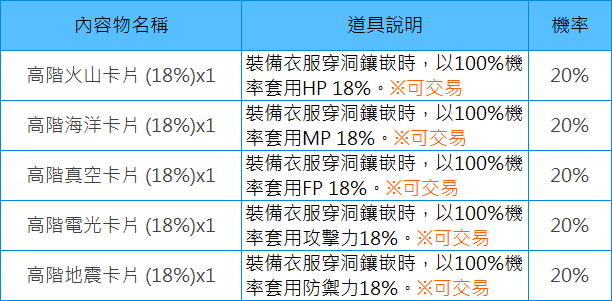 內容物名稱 道具說明 機率
高階火山卡片 (18%)x1 裝備衣服穿洞鑲嵌時，以100%機率套用HP 18%。※可交易 20%
高階海洋卡片 (18%)x1 裝備衣服穿洞鑲嵌時，以100%機率套用MP 18%。※可交易 20%
高階真空卡片 (18%)x1 裝備衣服穿洞鑲嵌時，以100%機率套用FP 18%。※可交易 20%
高階電光卡片 (18%)x1 裝備衣服穿洞鑲嵌時，以100%機率套用攻擊力18%。※可交易 20%
高階地震卡片 (18%)x1 裝備衣服穿洞鑲嵌時，以100%機率套用防禦力18%。※可交易 20%